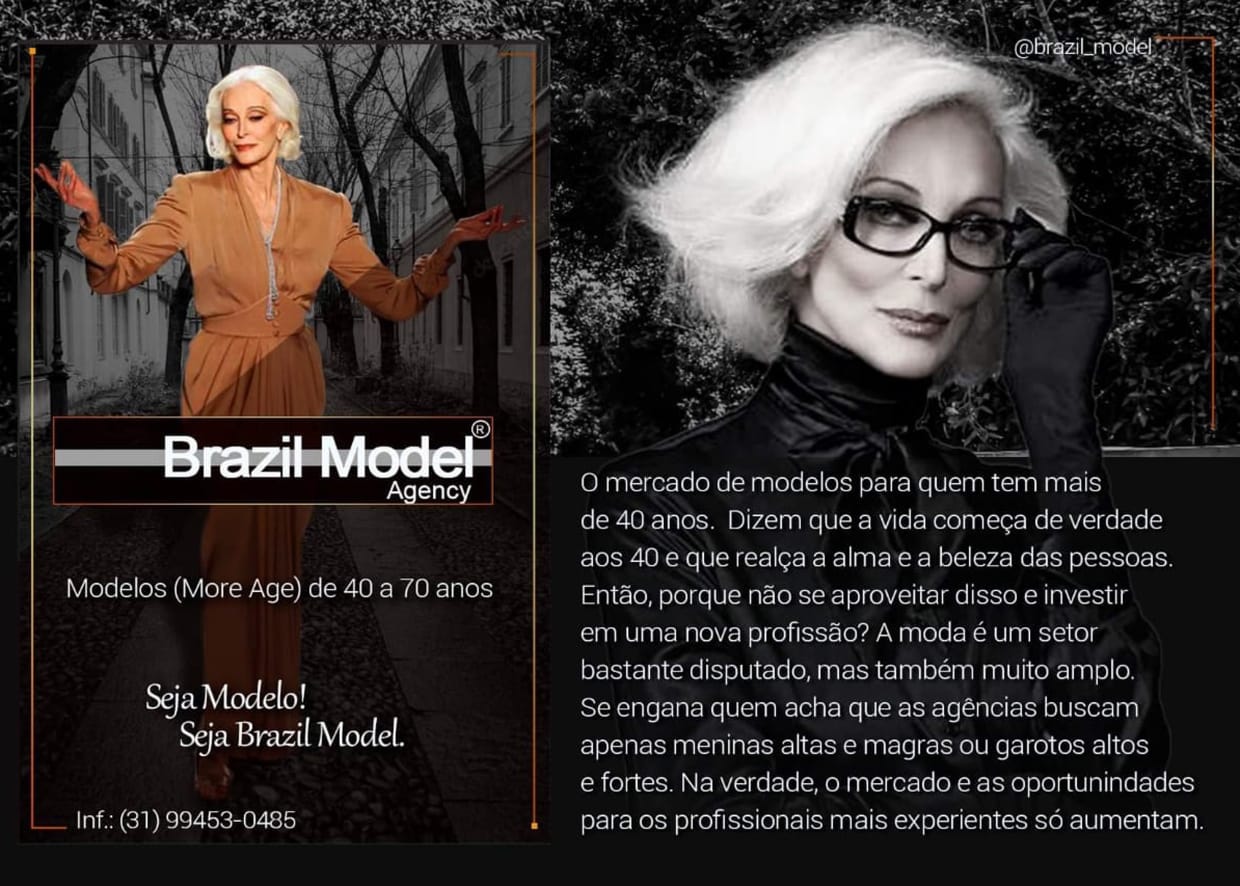 @brazil_model
Brazil Model®
Agency
Modelos (More Age) de 40 a 70 anos
Seja Modelo!
Seja Brazil Model.
Inf.: (31) 99453-0485
O mercado de modelos para quem tem mais
de 40 anos. Dizem que a vida começa de verdade
aos 40 e que realça a alma e a beleza das pessoas.
Então, porque não se aproveitar disso e investir
em uma nova profissão? A moda é um setor
bastante disputado, mas também muito amplo.
Se engana quem acha que as agências buscam
apenas meninas altas e magras ou garotos altos
e fortes. Na verdade, o mercado e as oportunindades
para os profissionais mais experientes só aumentam.